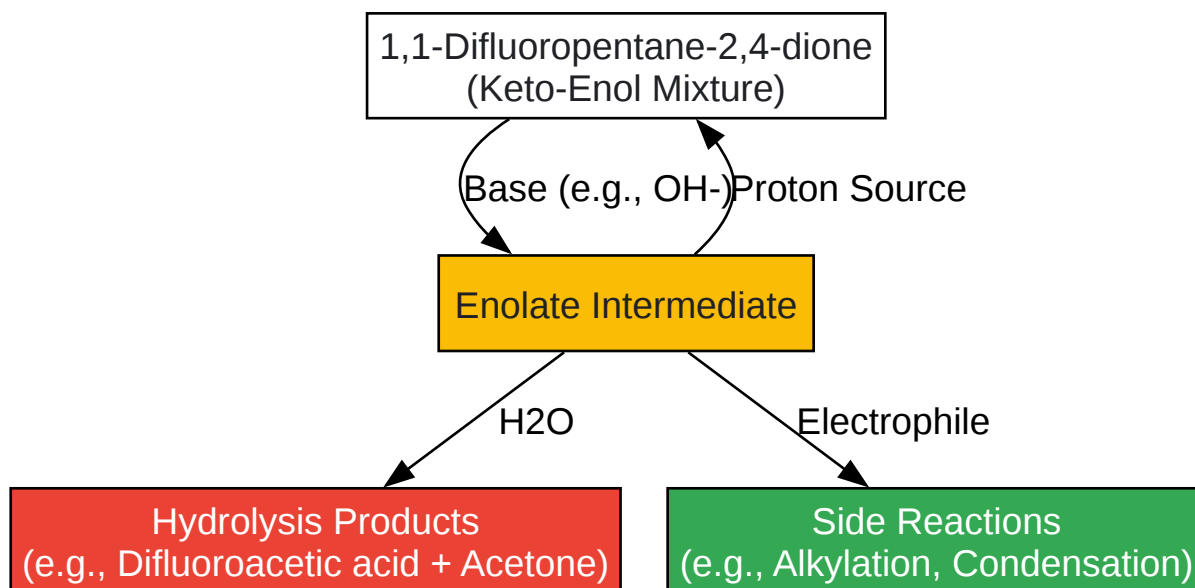 1,1-Difluoropentane-2,4-dione
(Keto-Enol Mixture)
Base (e.g., OH-)
Proton Source
Enolate Intermediate
H2O
Electrophile
Hydrolysis Products
(e.g., Difluoroacetic acid + Acetone)
Side Reactions
(e.g., Alkylation, Condensation)